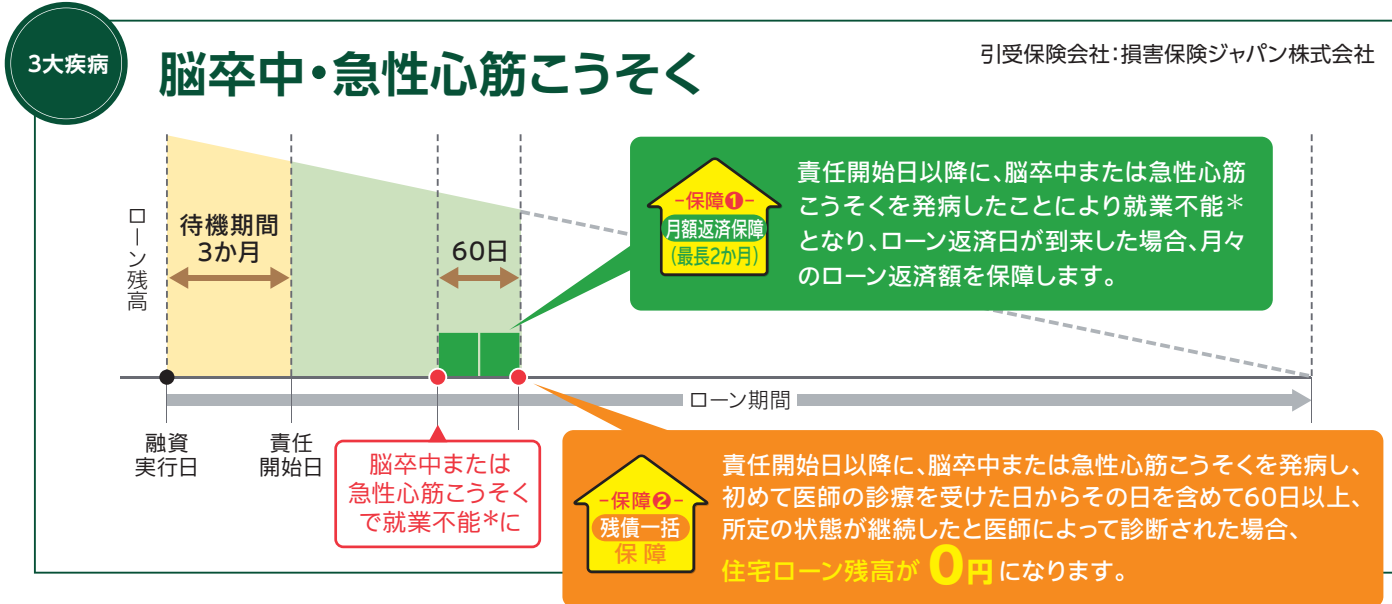 3大疾病
脳卒中・急性心筋こうそく
引受保険会社:損害保険ジャパン株式会社
ローン残高
待機期間
3か月
60日
-保障❶-
月額返済保障
(最長2か月)
責任開始日以降に、脳卒中または急性心筋
こうそくを発病したことにより就業不能＊
となり、ローン返済日が到来した場合、月々
のローン返済額を保障します。
ローン期間
融資
実行日
責任
開始日
脳卒中または
急性心筋こうそく
で就業不能*に
-保障❷-
残債一括
保障
責任開始日以降に、脳卒中または急性心筋こうそくを発病し、
初めて医師の診療を受けた日からその日を含めて60日以上、
所定の状態が継続したと医師によって診断された場合、
住宅ローン残高が0円になります。